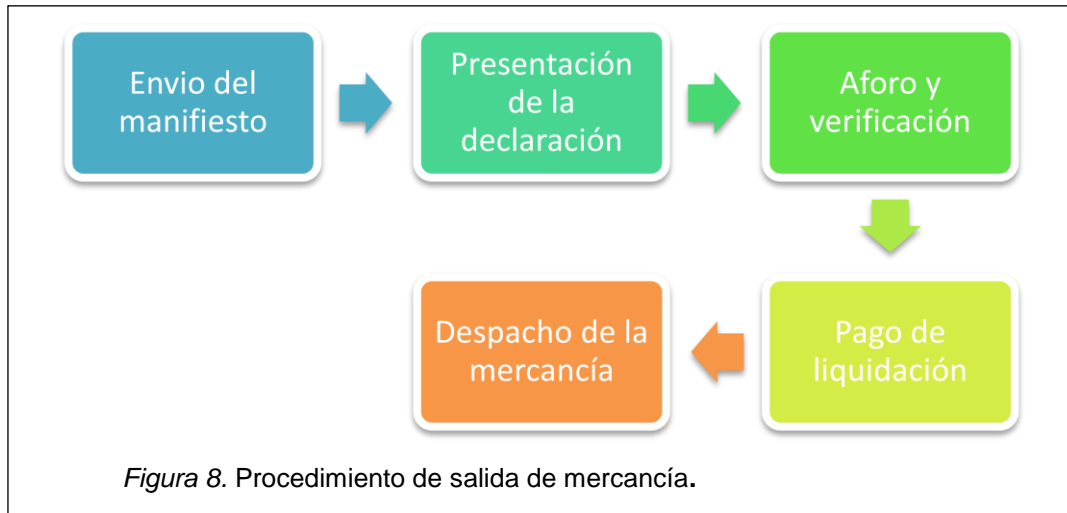 Envio del
manifiesto
Presentación
de la
declaración
Aforo y
verificación
Pago de
liquidación
Despacho de la
mercancía
Figura 8. Procedimiento de salida de mercancía.